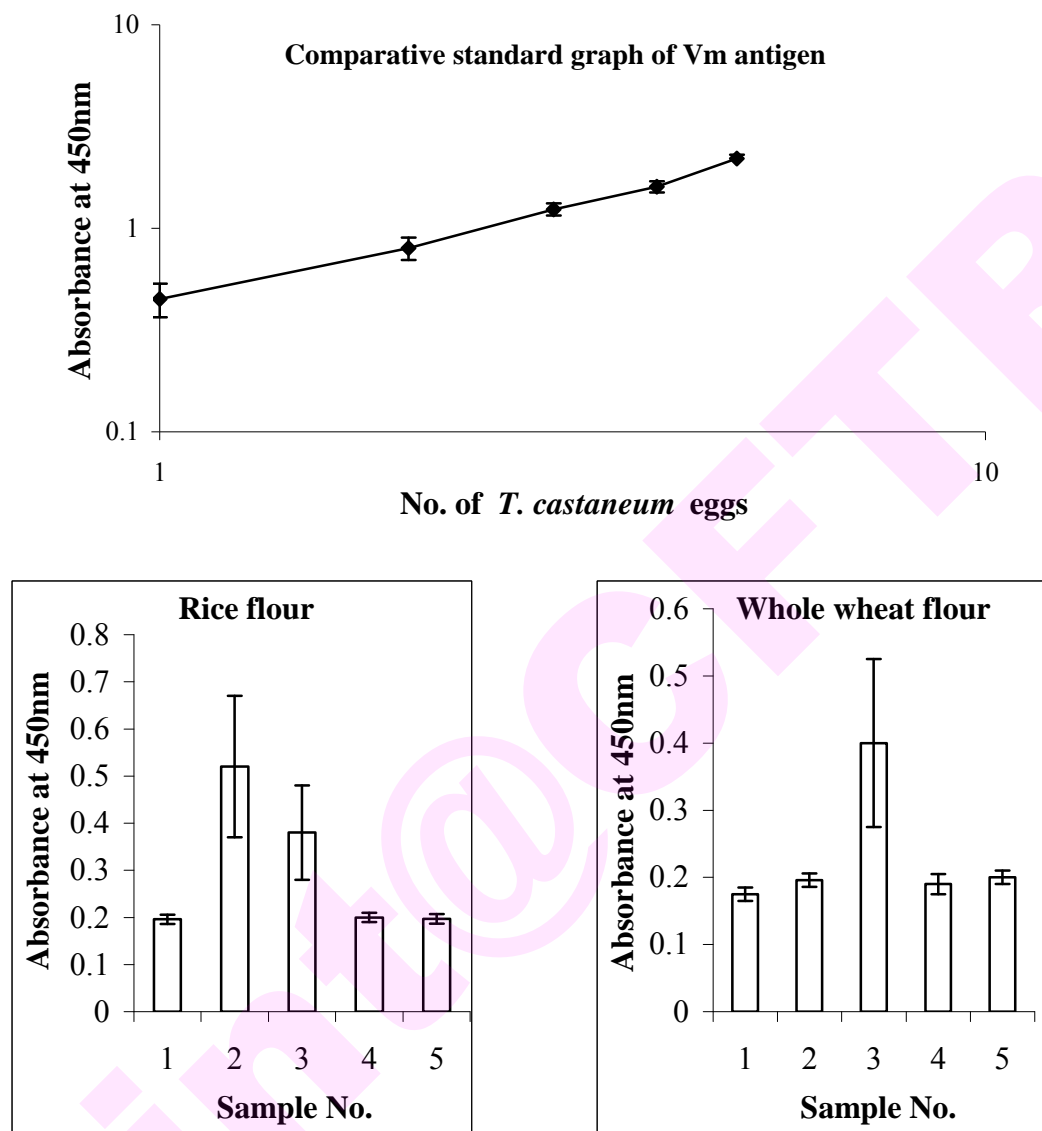 Comparative standard graph of Vm antigen
Absorbance at 450nm
10
1
0.1
1 10
No. of T. castaneum eggs
Rice flour
Absorbance at 450nm
0.8
0.7
0.6
0.5
0.4
0.3
0.2
0.1
0
1 2 3 4 5
Sample No.
Whole wheat flour
Absorbance at 450nm
0.6
0.5
0.4
0.3
0.2
0.1
0
1 2 3 4 5
Sample No.
int@CFT